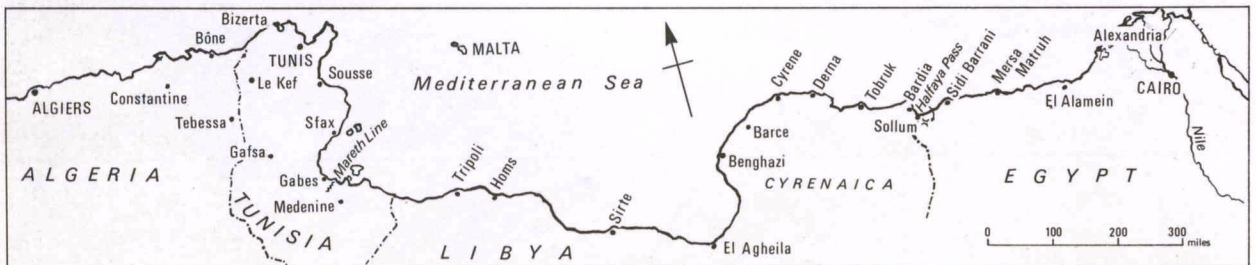 Bizerta
Bône
TUNIS
MALTA
Mediterranean Sea
Alexandria
ALGIERS
Constantine
Le Kef
Sousse
Tebessa
Sfax
Mareth Line
Gafsa
Gabes
Medenine
ALGERIA
TUNISIA
Tripoli
Homs
LIBYA
Sirte
El Agheila
Benghazi
Barce
Cyrene
Derna
Tobruk
Bardia
Halfaya Pass
Sidi Barrani
Sollum
Mersa
Matruh
El Alamein
CAIRO
Nile
CYRENAICA
EGYPT
0 100 200 300 miles